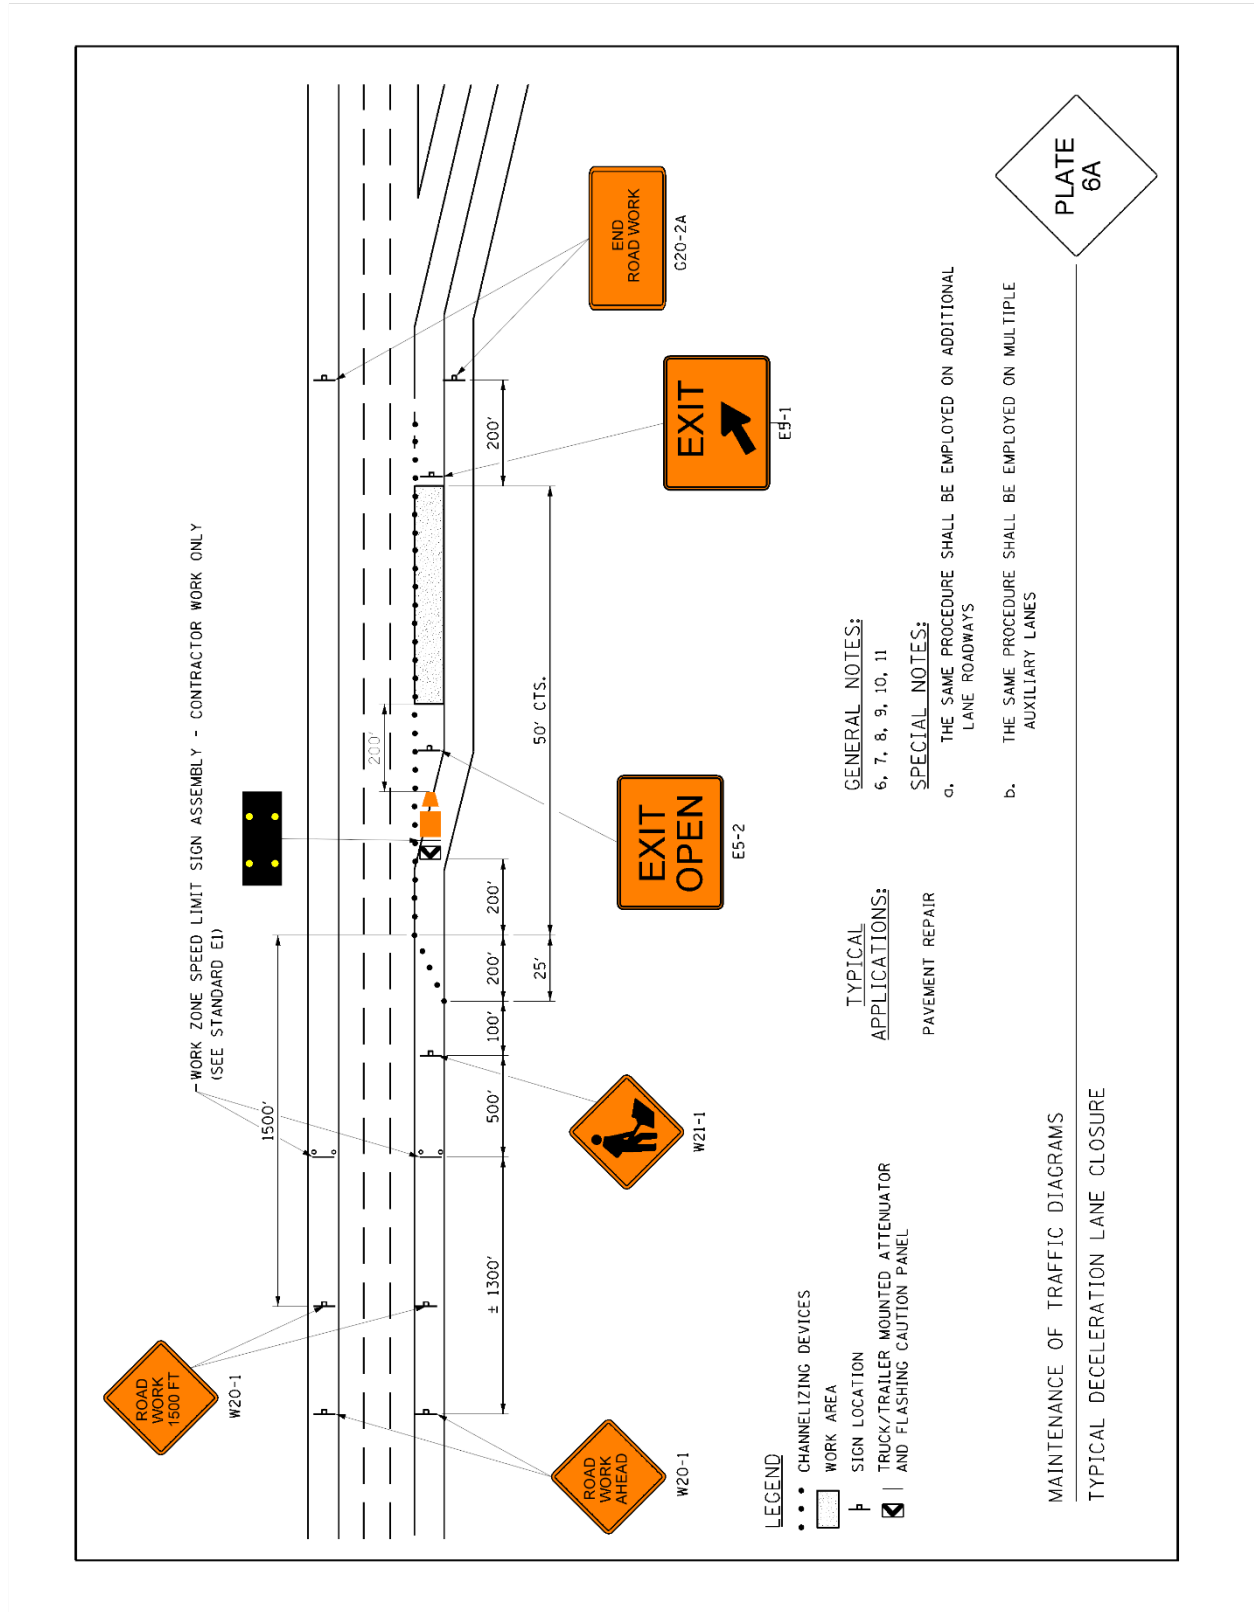 WORK ZONE SPEED LIMIT SIGN ASSEMBLY - CONTRACTOR WORK ONLY
(SEE STANDARD E1)
ROAD
WORK
1500 FT
W20-1
1500'
200'
± 1300'
500'
100'
200'
200'
200'
25'
50' CTS.
ROAD
WORK
AHEAD
W20-1
W21-1
EXIT
OPEN
E5-2
EXIT
E5-1
END
ROAD WORK
G20-2A
LEGEND
CHANNELIZING DEVICES
WORK AREA
SIGN LOCATION
TRUCK/TRAILER MOUNTED ATTENUATOR
AND FLASHING CAUTION PANEL
TYPICAL
APPLICATIONS:
PAVEMENT REPAIR
GENERAL NOTES:
6, 7, 8, 9, 10, 11
SPECIAL NOTES:
a. THE SAME PROCEDURE SHALL BE EMPLOYED ON ADDITIONAL
LANE ROADWAYS
b. THE SAME PROCEDURE SHALL BE EMPLOYED ON MULTIPLE
AUXILIARY LANES
MAINTENANCE OF TRAFFIC DIAGRAMS
TYPICAL DECELERATION LANE CLOSURE
PLATE
6A